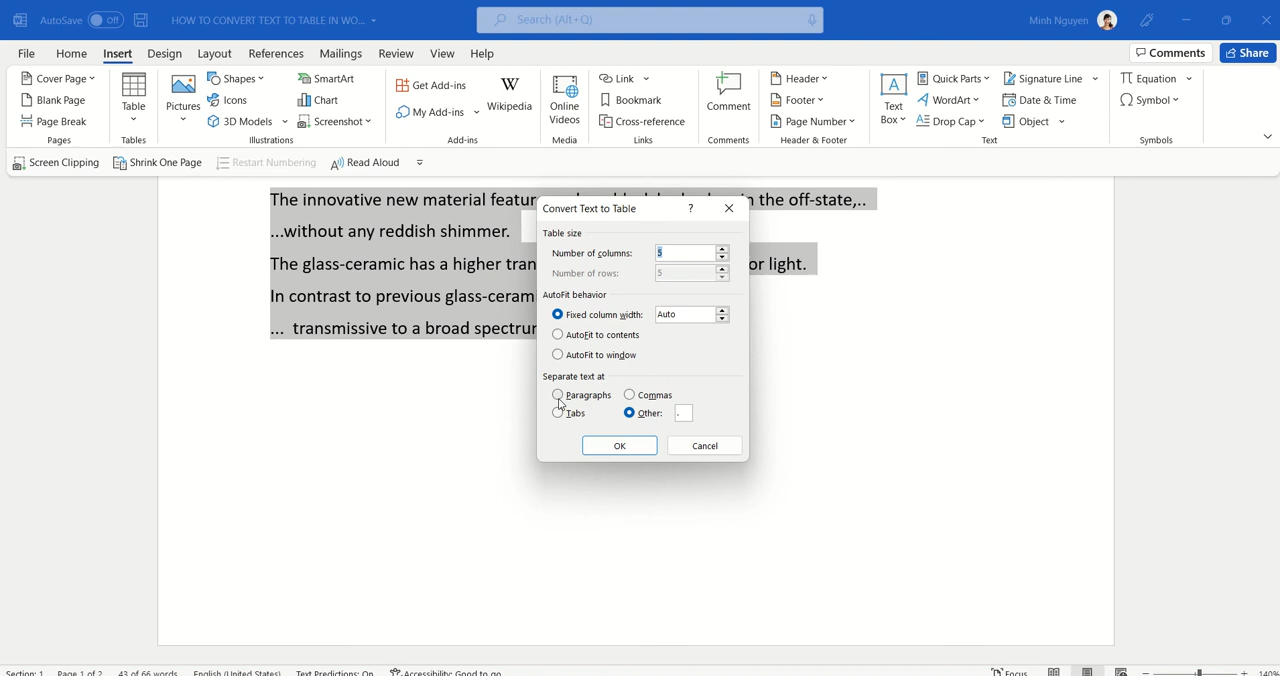 AutoSave Off HOW TO CONVERT TEXT TO TABLE IN WO... Search (Alt+Q) Minh Nguyen
File Home Insert Design Layout References Mailings Review View Help Comments Share
Cover Page
Blank Page
Page Break
Pages
Table
Tables
Pictures
Shapes
Icons
3D Models
SmartArt
Chart
Screenshot
Illustrations
Get Add-ins
My Add-ins
Wikipedia
Add-ins
Online
Videos
Media
Link
Bookmark
Cross-reference
Links
Comment
Comments
Header
Footer
Page Number
Header & Footer
Text
Box
Quick Parts
WordArt
Drop Cap
Signature Line
Date & Time
Object
Text
Equation
Symbol
Symbols
Screen Clipping Shrink One Page Restart Numbering Read Aloud
The innovative new material featur the off-state,..
...without any reddish shimmer.
The glass-ceramic has a higher tran or light.
In contrast to previous glass-ceram
... transmissive to a broad spectrur
Convert Text to Table ?
Table size
Number of columns: 5
Number of rows: 5
AutoFit behavior
Fixed column width: Auto
AutoFit to contents
AutoFit to window
Separate text at
Paragraphs Commas
Tabs Other: .
OK Cancel
Section: 1 Page 1 of 2 43 of 66 words English (United States) Text Predictions: On Accessibility: Good to go Focus 140%